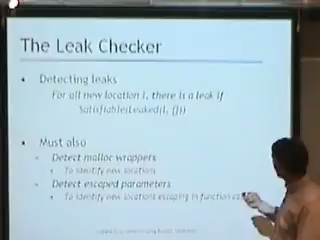 The Leak Checker
• Detecting leaks
For all new location l, there is a leak if
Satisfiable(Leaked(l, {}))
• Must also
- Detect malloc wrappers
• To identify new locations
- Detect escaped parameters
• To identify new locations escaping in function